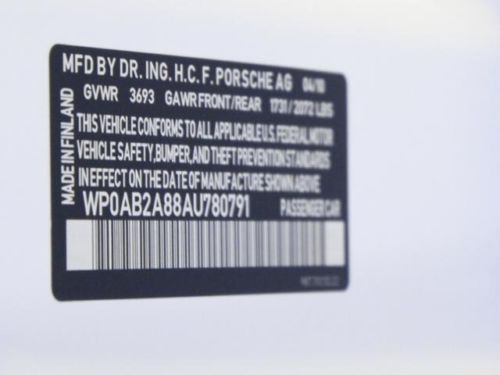 MFD BY DR. ING. H.C. F. PORSCHE AG 04/10
GVWR 3693 GAWR FRONT/REAR 1731/2072 LBS
THIS VEHICLE CONFORMS TO ALL APPLICABLE U.S. FEDERAL MOTOR
VEHICLE SAFETY, BUMPER, AND THEFT PREVENTION STANDARDS
IN EFFECT ON THE DATE OF MANUFACTURE SHOWN ABOVE
WP0AB2A88AU780791 PASSENGER CAR
MADE IN FINLAND